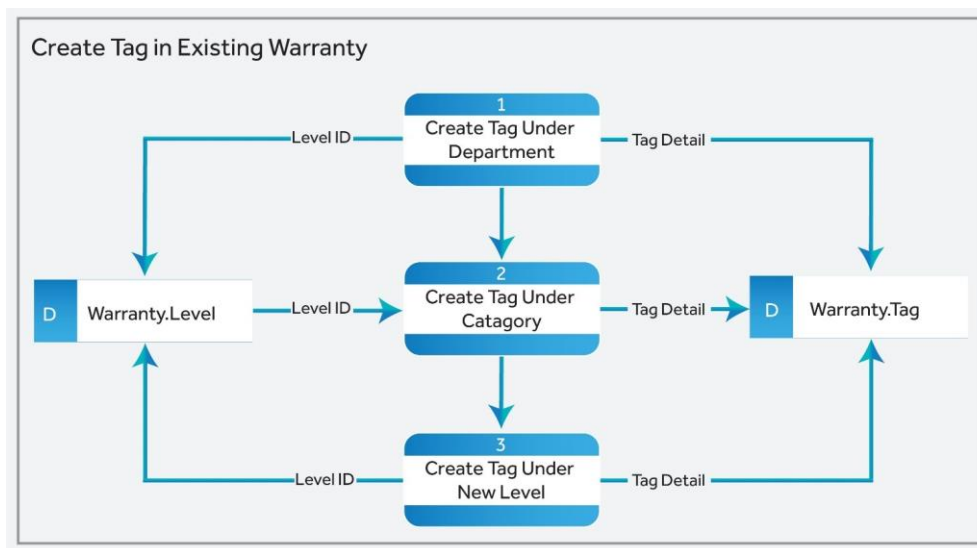 Create Tag in Existing Warranty
1
Level ID
Create Tag Under
Department
Tag Detail
2
D
Warranty.Level
Level ID
Create Tag Under
Catagory
Tag Detail
D
Warranty.Tag
3
Level ID
Create Tag Under
New Level
Tag Detail